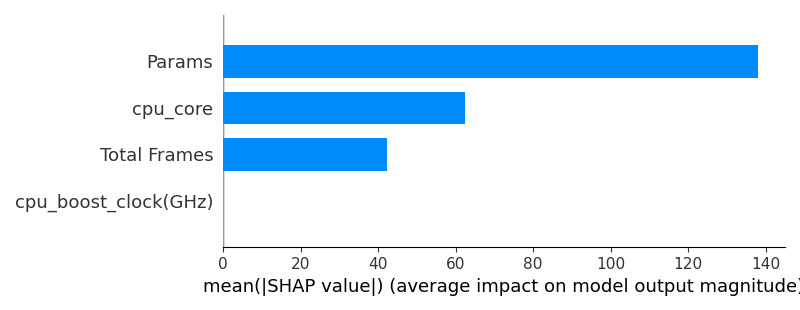 Params
cpu_core
Total Frames
cpu_boost_clock(GHz)
0 20 40 60 80 100 120 140
mean(|SHAP value|) (average impact on model output magnitude)